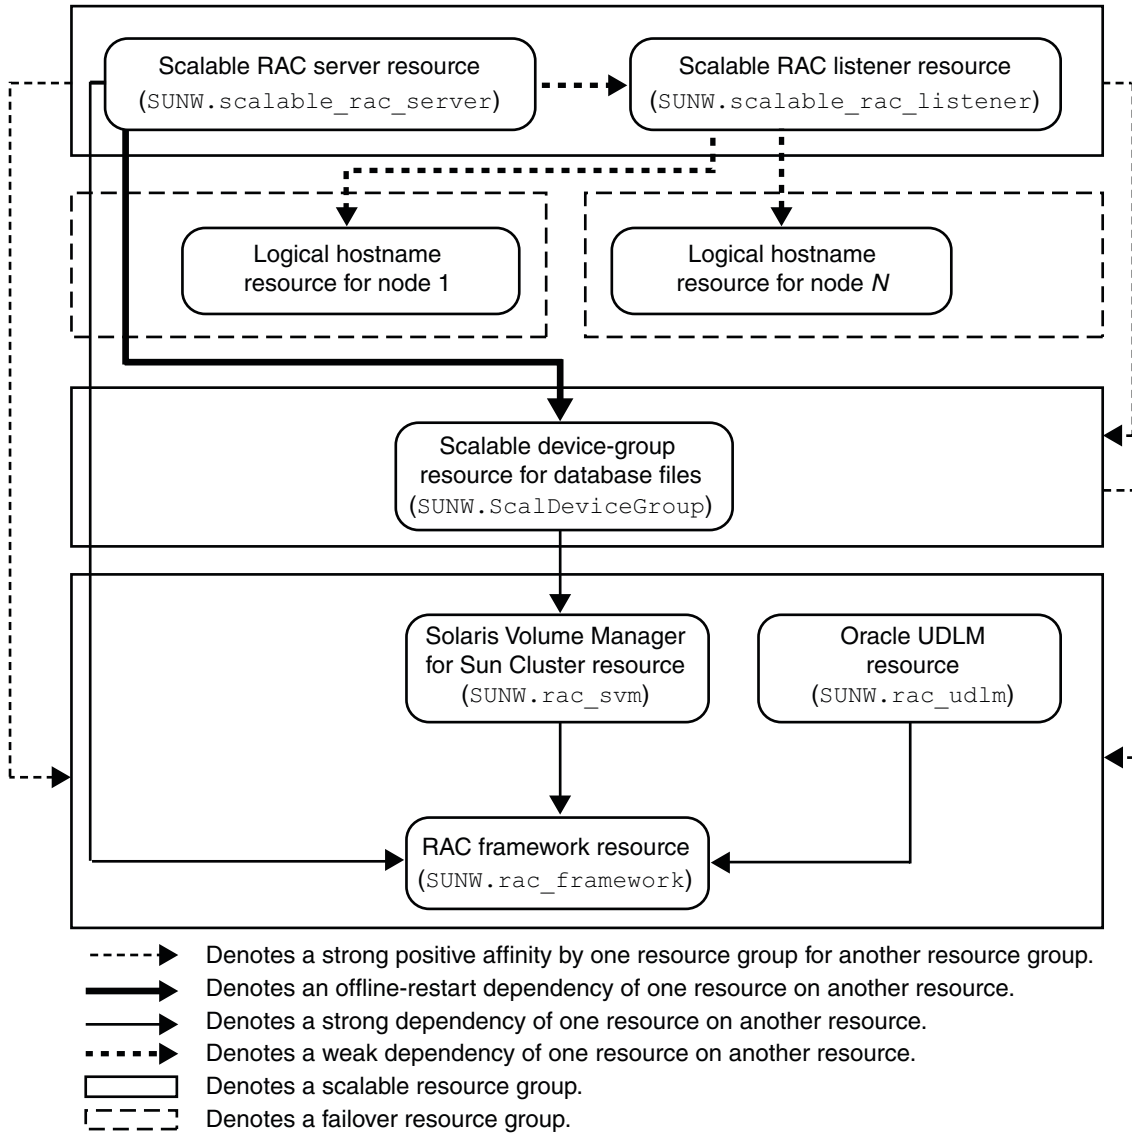 Scalable RAC server resource
(SUNW.scalable_rac_server)
Scalable RAC listener resource
(SUNW.scalable_rac_listener)
Logical hostname
resource for node 1
Logical hostname
resource for node N
Scalable device-group
resource for database files
(SUNW.ScalDeviceGroup)
Solaris Volume Manager
for Sun Cluster resource
(SUNW.rac_svm)
Oracle UDLM
resource
(SUNW.rac_udlm)
RAC framework resource
(SUNW.rac_framework)
Denotes a strong positive affinity by one resource group for another resource group.
Denotes an offline-restart dependency of one resource on another resource.
Denotes a strong dependency of one resource on another resource.
Denotes a weak dependency of one resource on another resource.
Denotes a scalable resource group.
Denotes a failover resource group.